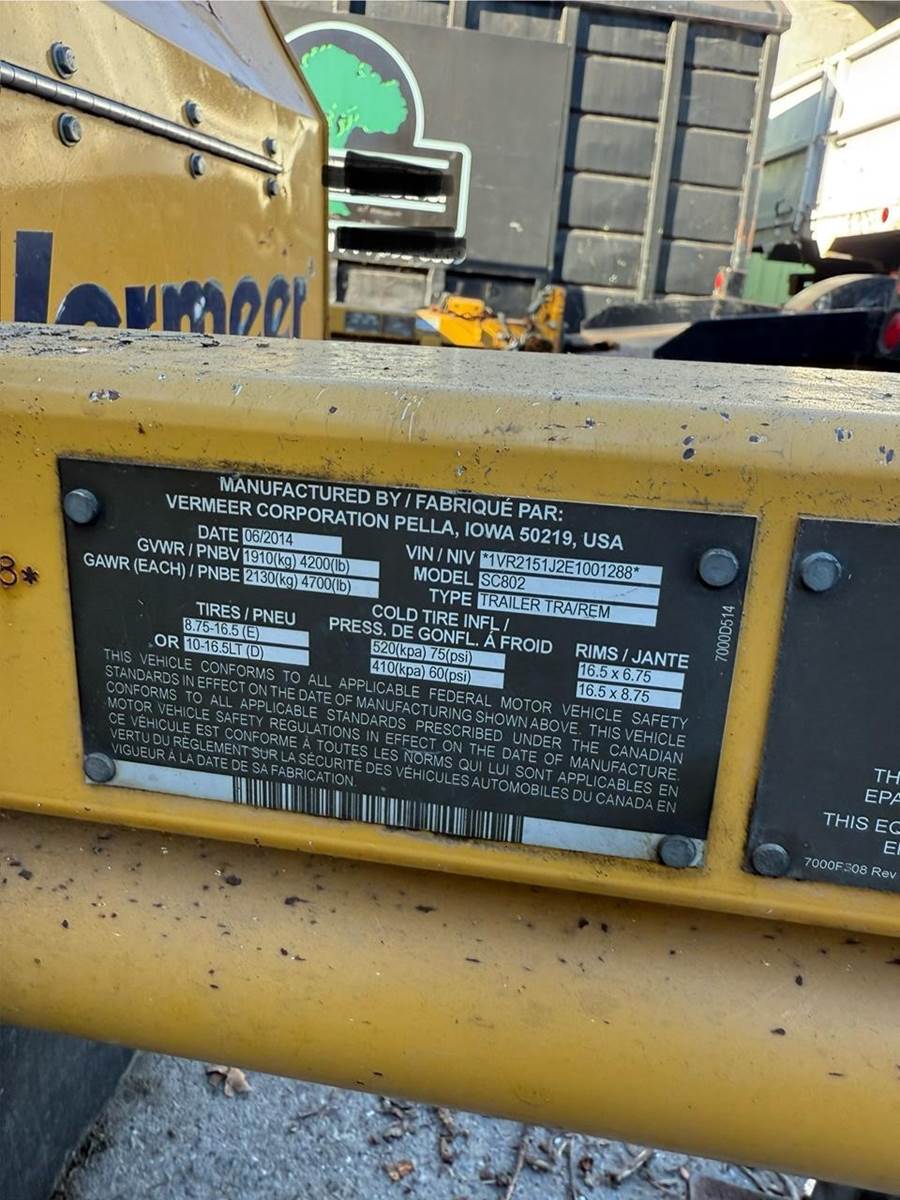 Vermeer
8*
MANUFACTURED BY / FABRIQUÉ PAR:
VERMEER CORPORATION PELLA, IOWA 50219, USA
DATE 06/2014
GVWR / PNBV 1910(kg) 4200(lb)
GAWR (EACH) / PNBE 2130(kg) 4700(lb)
VIN / NIV *1VR2151J2E1001288*
MODEL SC802
TYPE TRAILER TRA/REM
TIRES / PNEU
8.75-16.5 (E)
OR 10-16.5LT (D)
COLD TIRE INFL /
PRESS. DE GONFL. À FROID
520(kpa) 75(psi)
410(kpa) 60(psi)
RIMS / JANTE
16.5 x 6.75
16.5 x 8.75
7000D514
THIS VEHICLE CONFORMS TO ALL APPLICABLE FEDERAL MOTOR VEHICLE SAFETY
STANDARDS IN EFFECT ON THE DATE OF MANUFACTURING SHOWN ABOVE. THIS VEHICLE
CONFORMS TO ALL APPLICABLE STANDARDS PRESCRIBED UNDER THE CANADIAN
MOTOR VEHICLE SAFETY REGULATIONS IN EFFECT ON THE DATE OF MANUFACTURE.
CE VÉHICULE EST CONFORME À TOUTES LES NORMS QUI LUI SONT APPLICABLES EN
VERTU DU RÈGLEMENT SUR LA SÉCURITÉ DES VÉHICULES AUTOMOBILES DU CANADA EN
VIGUEUR À LA DATE DE SA FABRICATION.
TH
EPA
THIS EQ
EI
7000F308 Rev